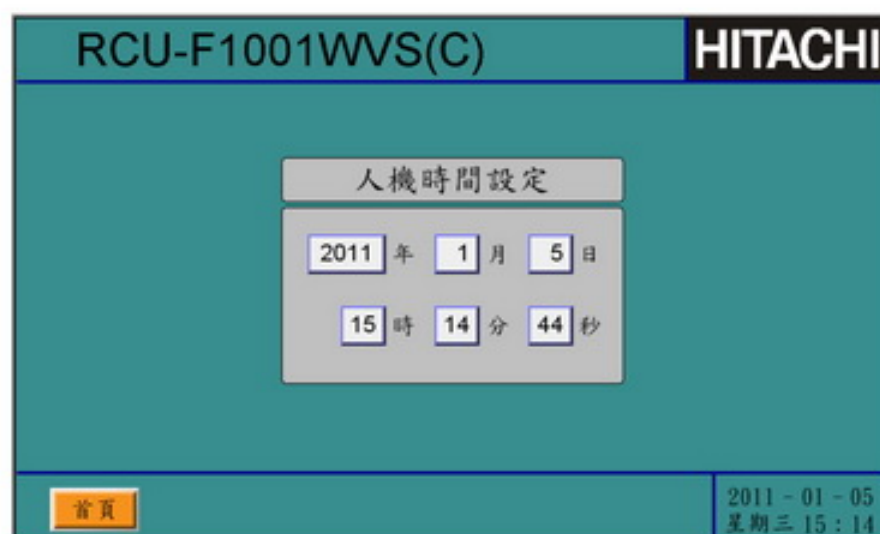 RCU-F1001WVS(C)
HITACHI
人機時間設定
2011 年 1 月 5 日
15 時 14 分 44 秒
首頁
2011 - 01 - 05
星期三 15 : 14